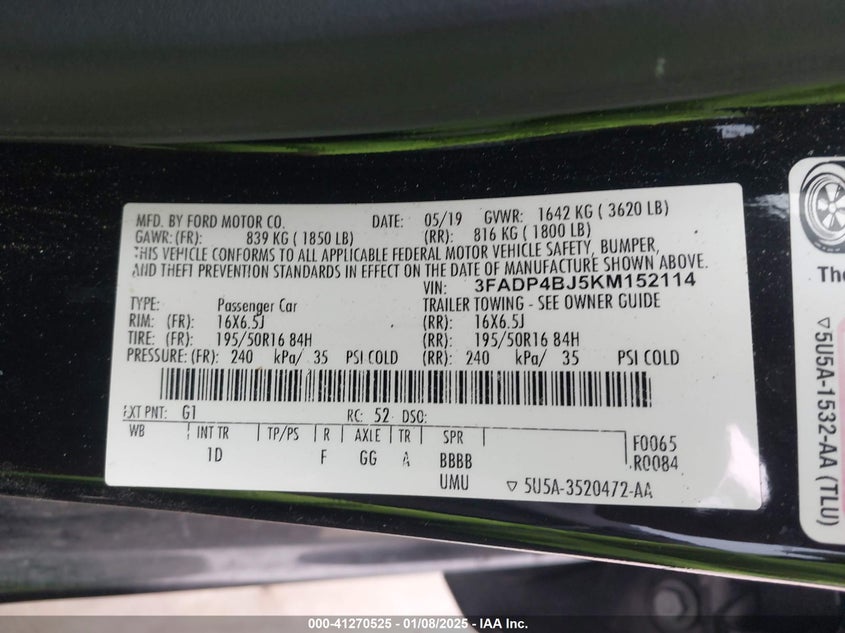 MFD. BY FORD MOTOR CO. DATE: 05/19 GVWR: 1642 KG ( 3620 LB)
GAWR: (FR): 839 KG ( 1850 LB) (RR): 816 KG ( 1800 LB)
THIS VEHICLE CONFORMS TO ALL APPLICABLE FEDERAL MOTOR VEHICLE SAFETY, BUMPER,
AND THEFT PREVENTION STANDARDS IN EFFECT ON THE DATE OF MANUFACTURE SHOWN ABOVE.
VIN: 3FADP4BJ5KM152114
TYPE: Passenger Car TRAILER TOWING - SEE OWNER GUIDE
RIM: (FR): 16X6.5J (RR): 16X6.5J
TIRE: (FR): 195/50R16 84H (RR): 195/50R16 84H
PRESSURE: (FR): 240 kPa/ 35 PSI COLD (RR): 240 kPa/ 35 PSI COLD
EXT PNT: G1 RC: 52 DSO:
WB INT TR TP/PS R AXLE TR SPR F0065
1D F GG A BBBB R0084
UMU ▽ 5U5A-3520472-AA
The
▽ 5U5A-1532-AA (TLU)
000-41270525 - 01/08/2025 - IAA Inc.